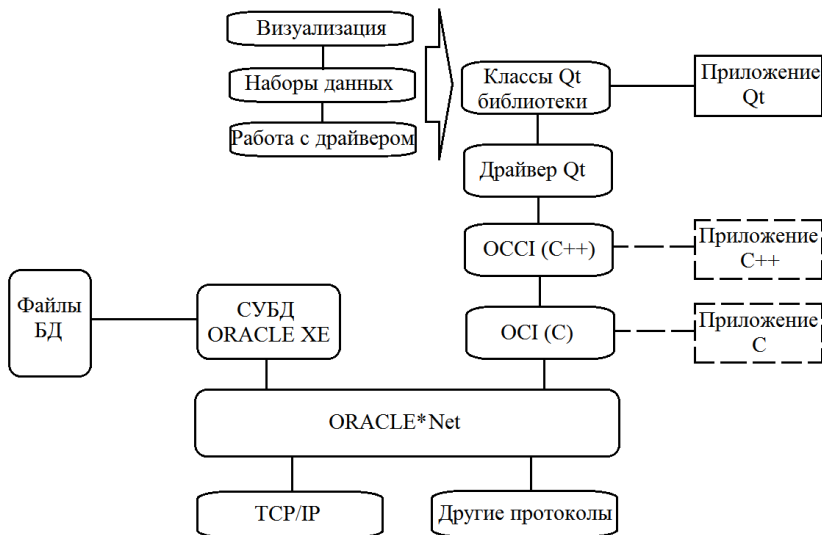 Визуализация
Наборы данных
Работа с драйвером
Классы Qt
библиотеки
Приложение
Qt
Драйвер Qt
OCCI (C++)
Приложение
C++
Файлы
БД
СУБД
ORACLE XE
OCI (C)
Приложение
C
ORACLE*Net
TCP/IP
Другие протоколы